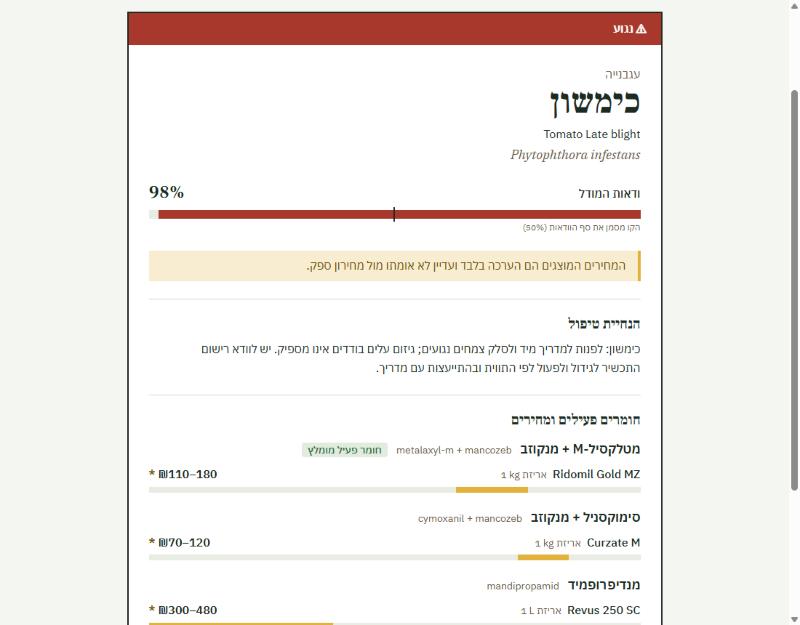 ⚠ נגוע
עגבנייה
כימשון
Tomato Late blight
Phytophthora infestans
ודאות המודל 98%
הקו מסמן את סף הוודאות (50%)
המחירים המוצגים הם הערכה בלבד ועדיין לא אומתו מול מחירון ספק.
הנחיית טיפול
כימשון: לפנות למדריך מיד ולסלק צמחים נגועים; גיזום עלים בודדים אינו מספיק. יש לוודא רישום
התכשיר לגידול ולפעול לפי התווית ובהתייעצות עם מדריך.
חומרים פעילים ומחירים
מטלקסיל-M + מנקוזב metalaxyl-m + mancozeb חומר פעיל מומלץ
Ridomil Gold MZ אריזת 1 kg ₪110–180 *
סימוקסניל + מנקוזב cymoxanil + mancozeb
Curzate M אריזת 1 kg ₪70–120 *
מנדיפרופמיד mandipropamid
Revus 250 SC אריזת 1 L ₪300–480 *